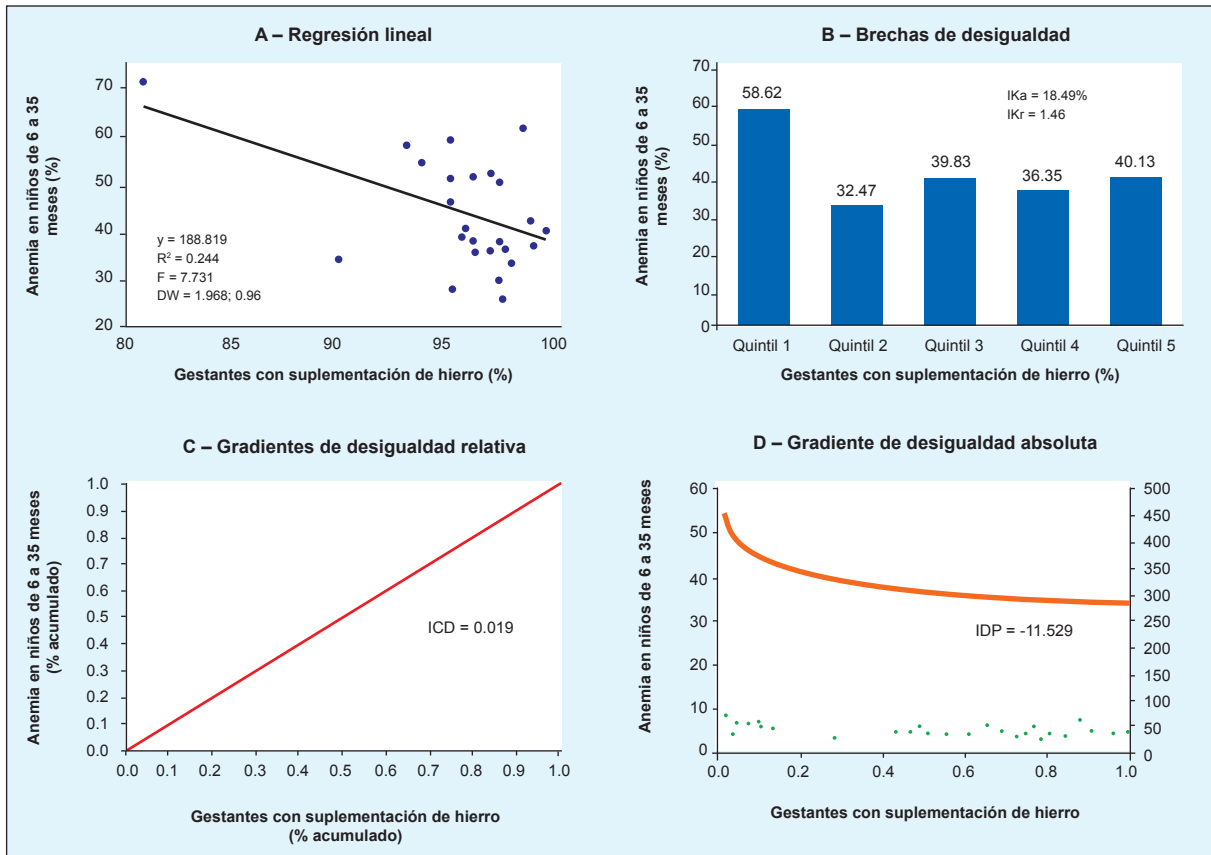 A – Regresión lineal
Anemia en niños de 6 a 35
meses (%)
70
60
50
40
30
20
y = 188.819
R² = 0.244
F = 7.731
DW = 1.968; 0.96
80 85 90 95 100
Gestantes con suplementación de hierro (%)
B – Brechas de desigualdad
Anemia en niños de 6 a 35
meses (%)
70
60
50
40
30
20
10
0
58.62
32.47
39.83
36.35
40.13
IKa = 18.49%
IKr = 1.46
Quintil 1 Quintil 2 Quintil 3 Quintil 4 Quintil 5
Gestantes con suplementación de hierro (%)
C – Gradientes de desigualdad relativa
Anemia en niños de 6 a 35 meses
(% acumulado)
1.0
0.9
0.8
0.7
0.6
0.5
0.4
0.3
0.2
0.1
0.0
ICD = 0.019
0.0 0.1 0.2 0.3 0.4 0.5 0.6 0.7 0.8 0.9 1.0
Gestantes con suplementación de hierro
(% acumulado)
D – Gradiente de desigualdad absoluta
Anemia en niños de 6 a 35 meses
60
50
40
30
20
10
0
IDP = -11.529
500
450
400
350
300
250
200
150
100
50
0
0.0 0.2 0.4 0.6 0.8 1.0
Gestantes con suplementación de hierro